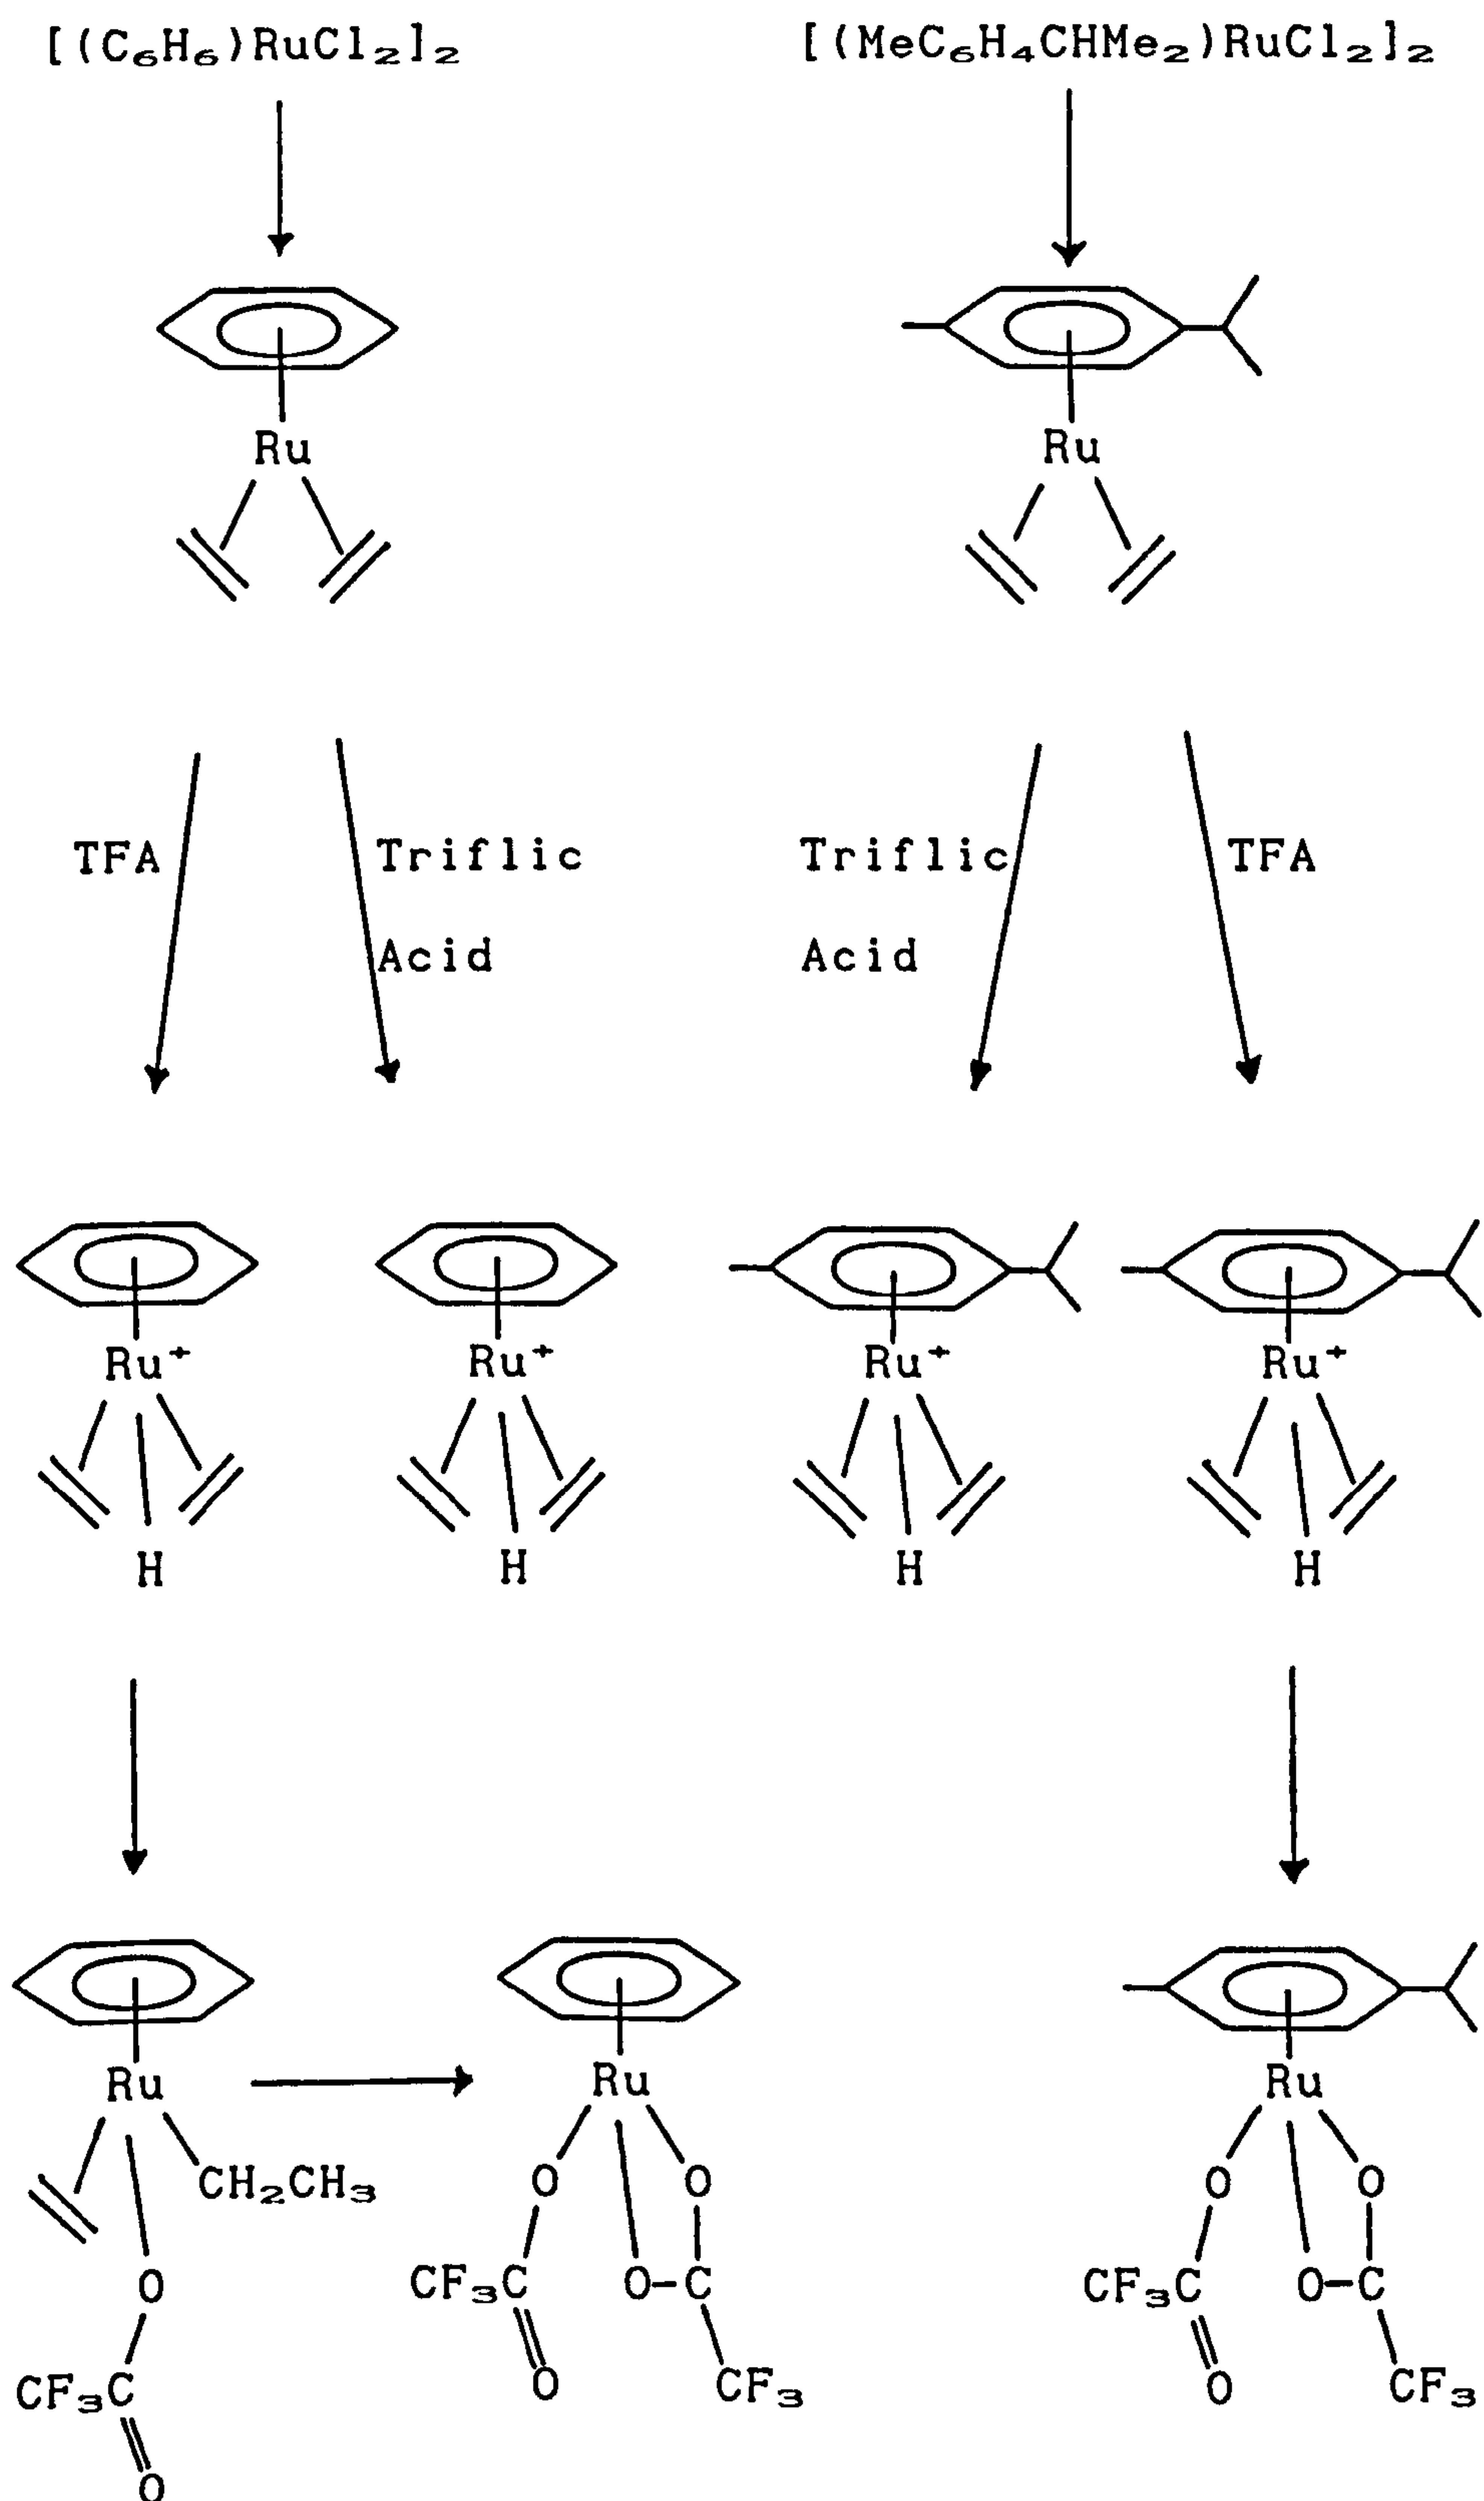 [(C₆H₆)RuCl₂]₂ [(MeC₆H₄CHMe₂)RuCl₂]₂
Ru Ru
TFA Triflic Triflic TFA
Acid Acid
Ru⁺ Ru⁺ Ru⁺ Ru⁺
H H H H
Ru Ru Ru
CH₂CH₃ O O O O
O CF₃C O-C CF₃C O-C
CF₃C O CF₃ O CF₃
O